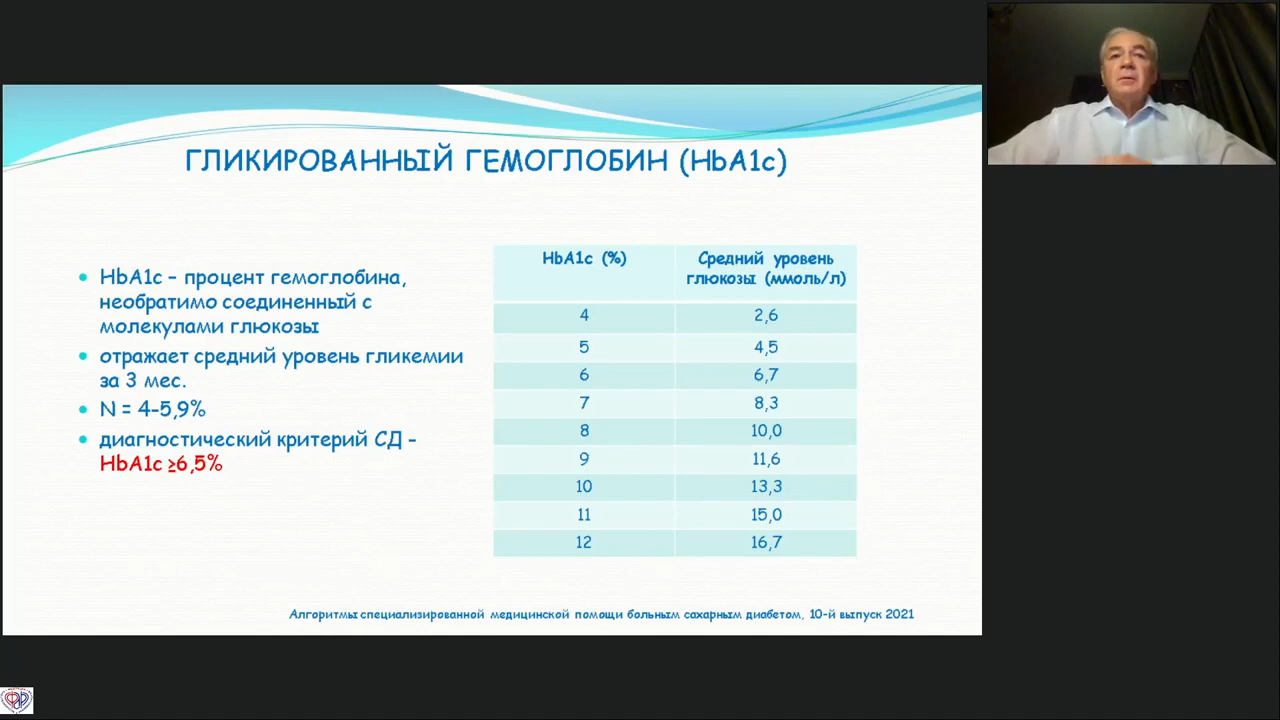 ГЛИКИРОВАННЫЙ ГЕМОГЛОБИН (HbA1c)
• HbA1c – процент гемоглобина,
необратимо соединенный с
молекулами глюкозы
• отражает средний уровень гликемии
за 3 мес.
• N = 4–5,9%
• диагностический критерий СД –
HbA1c ≥6,5%
HbA1c (%) Средний уровень
глюкозы (ммоль/л)
4 2,6
5 4,5
6 6,7
7 8,3
8 10,0
9 11,6
10 13,3
11 15,0
12 16,7
Алгоритмы специализированной медицинской помощи больным сахарным диабетом, 10-й выпуск 2021